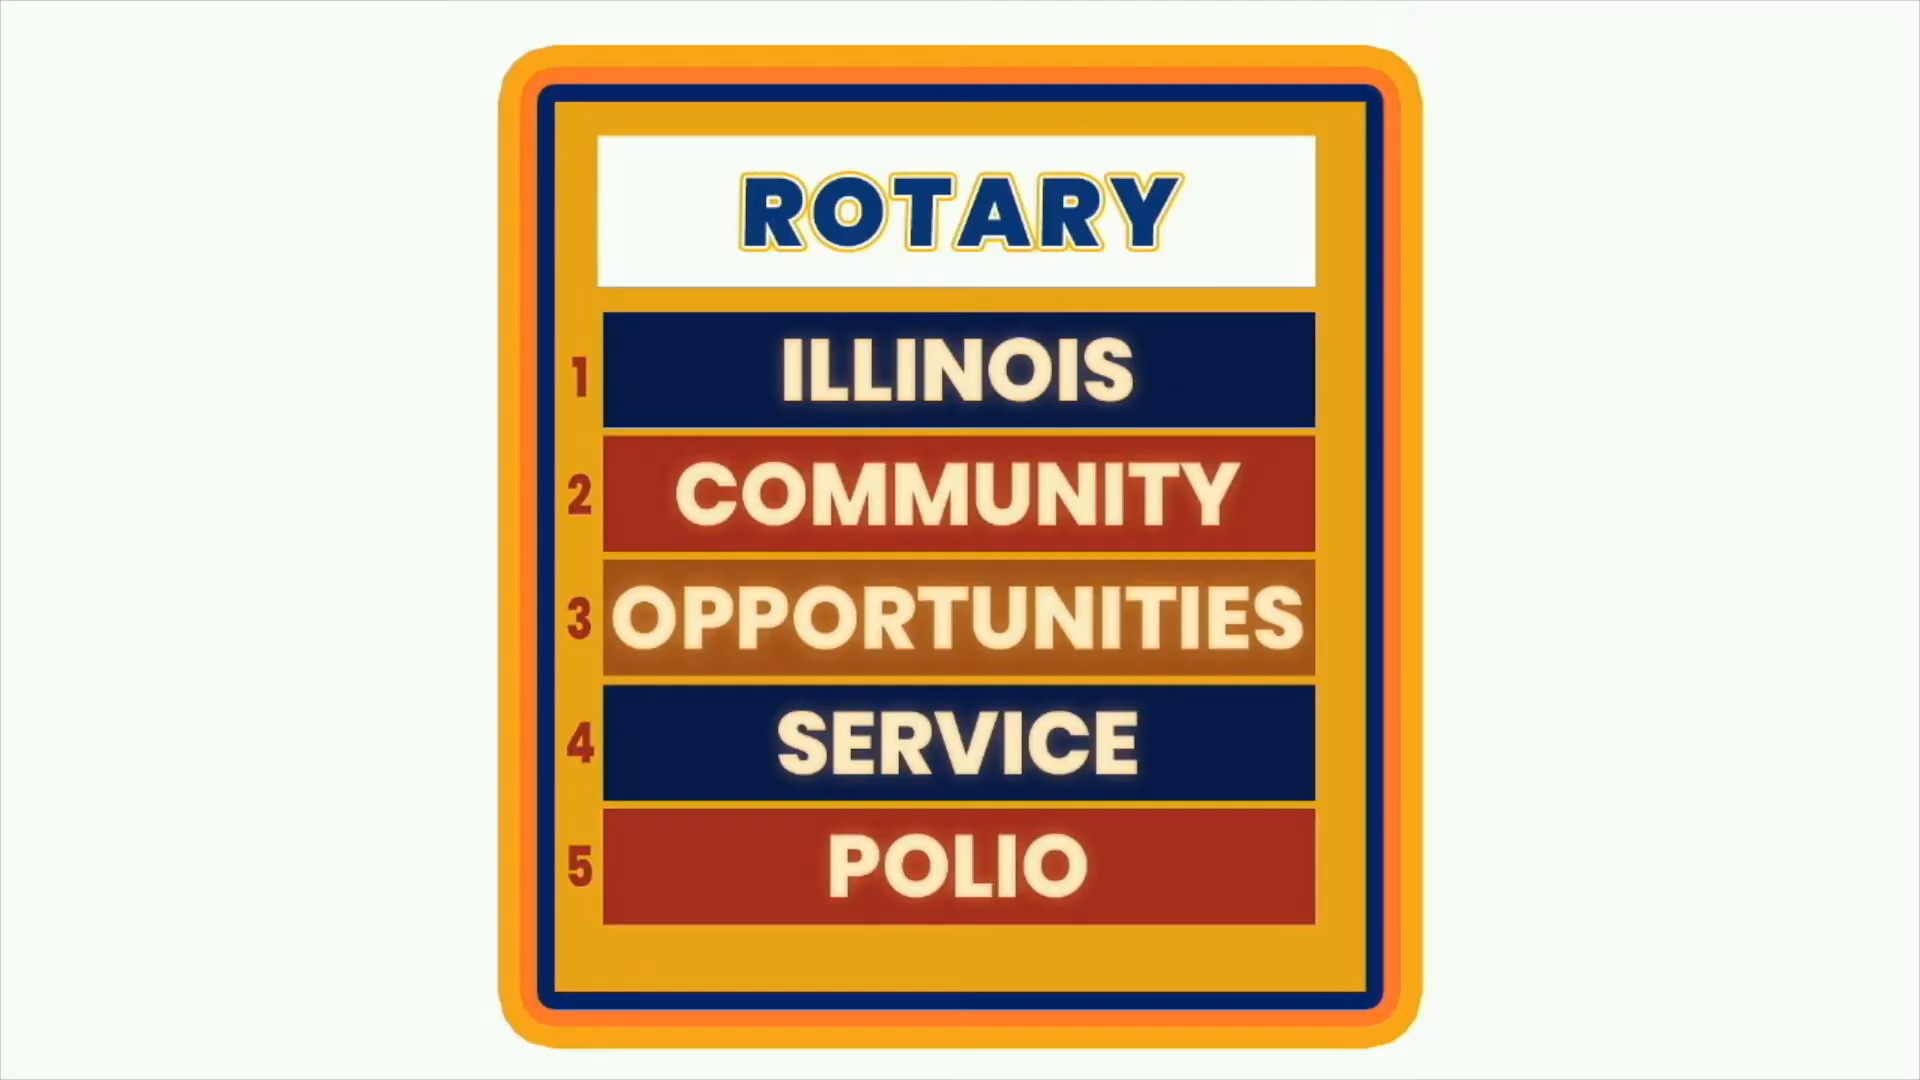 ROTARY
1 ILLINOIS
2 COMMUNITY
3 OPPORTUNITIES
4 SERVICE
5 POLIO